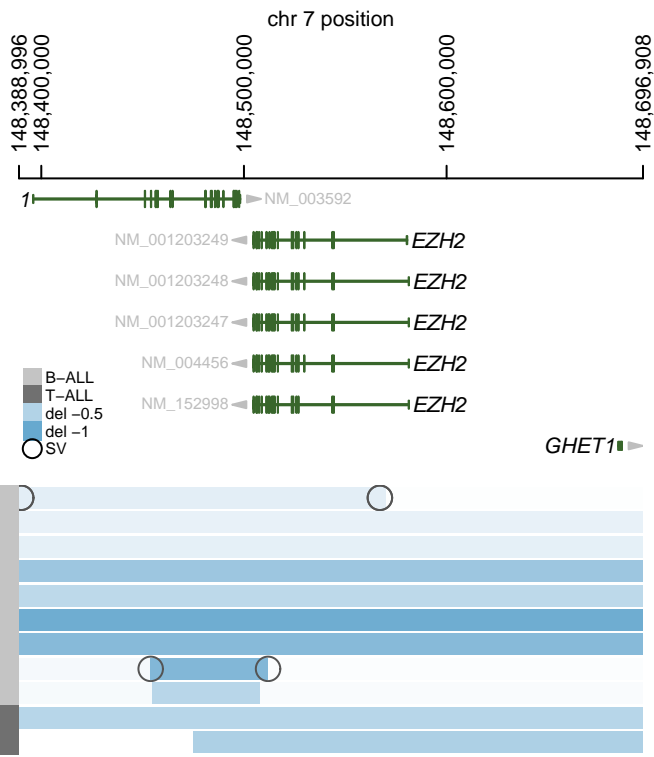 chr 7 position
148,388,996
148,400,000
148,500,000
148,600,000
148,696,908
1 NM_003592
NM_001203249 EZH2
NM_001203248 EZH2
NM_001203247 EZH2
NM_004456 EZH2
NM_152998 EZH2
B−ALL
T−ALL
del −0.5
del −1
SV
GHET1